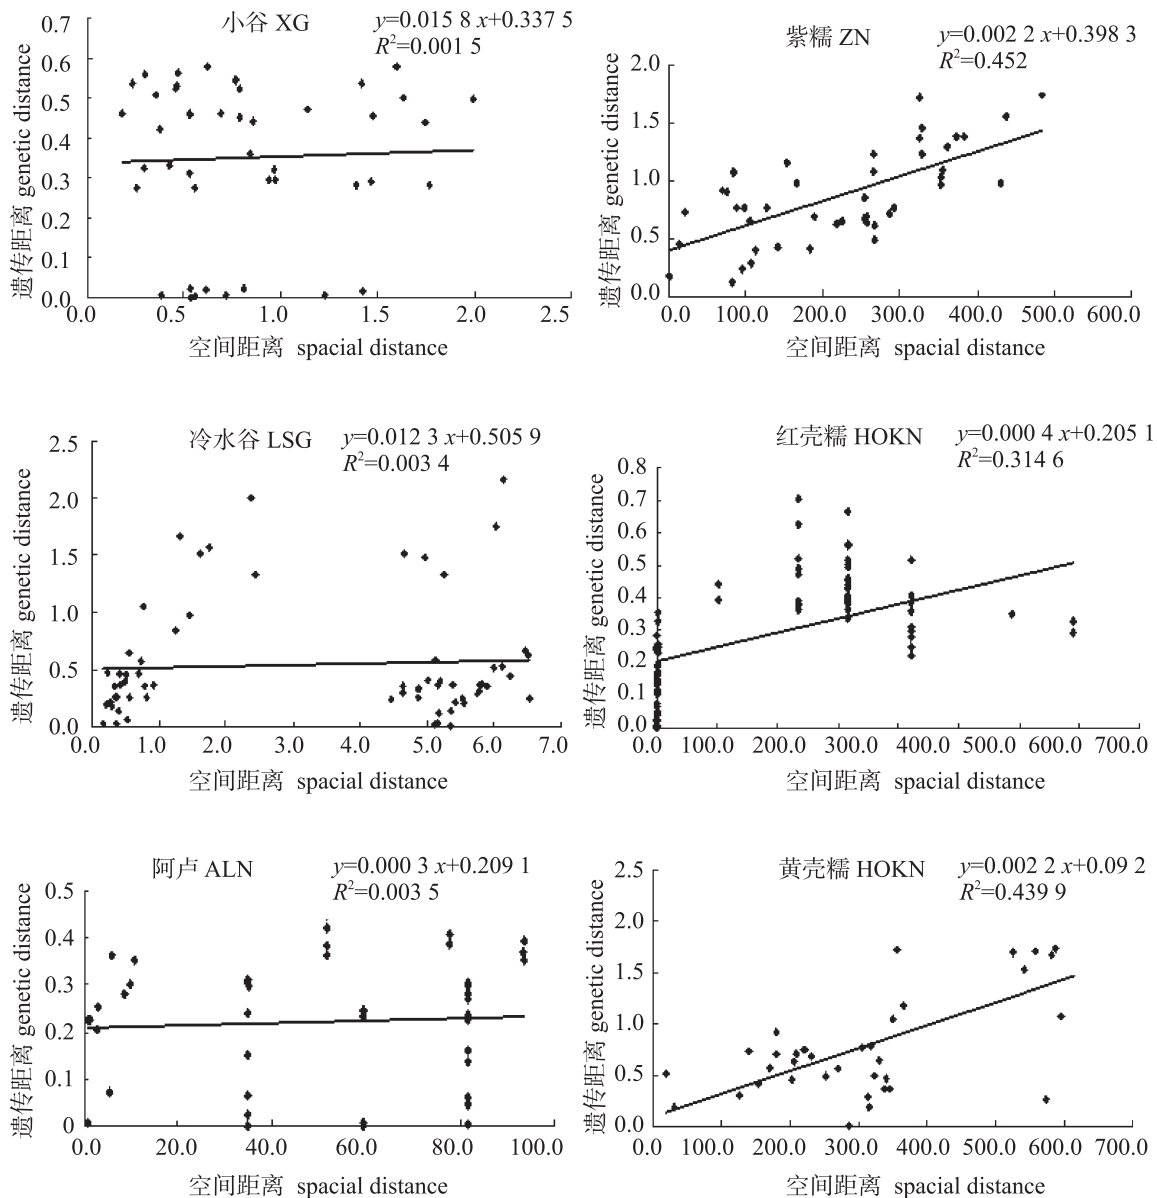 小谷 XG
y=0.015 8 x+0.337 5
R²=0.001 5
遗传距离 genetic distance
0.7
0.6
0.5
0.4
0.3
0.2
0.1
0.0
0.0 0.5 1.0 1.5 2.0 2.5
空间距离 spacial distance
紫糯 ZN
y=0.002 2 x+0.398 3
R²=0.452
遗传距离 genetic distance
2.0
1.5
1.0
0.5
0.0
0.0 100.0 200.0 300.0 400.0 500.0 600.0
空间距离 spacial distance
冷水谷 LSG
y=0.012 3 x+0.505 9
R²=0.003 4
遗传距离 genetic distance
2.5
2.0
1.5
1.0
0.5
0.0
0.0 1.0 2.0 3.0 4.0 5.0 6.0 7.0
空间距离 spacial distance
红壳糯 HOKN
y=0.000 4 x+0.205 1
R²=0.314 6
遗传距离 genetic distance
0.8
0.7
0.6
0.5
0.4
0.3
0.2
0.1
0.0
0.0 100.0 200.0 300.0 400.0 500.0 600.0 700.0
空间距离 spacial distance
阿卢 ALN
y=0.000 3 x+0.209 1
R²=0.003 5
遗传距离 genetic distance
0.5
0.4
0.3
0.2
0.1
0
0.0 20.0 40.0 60.0 80.0 100.0
空间距离 spacial distance
黄壳糯 HOKN
y=0.002 2 x+0.09 2
R²=0.439 9
遗传距离 genetic distance
2.5
2.0
1.5
1.0
0.5
0.0
0.0 100.0 200.0 300.0 400.0 500.0 600.0 700.0
空间距离 spacial distance